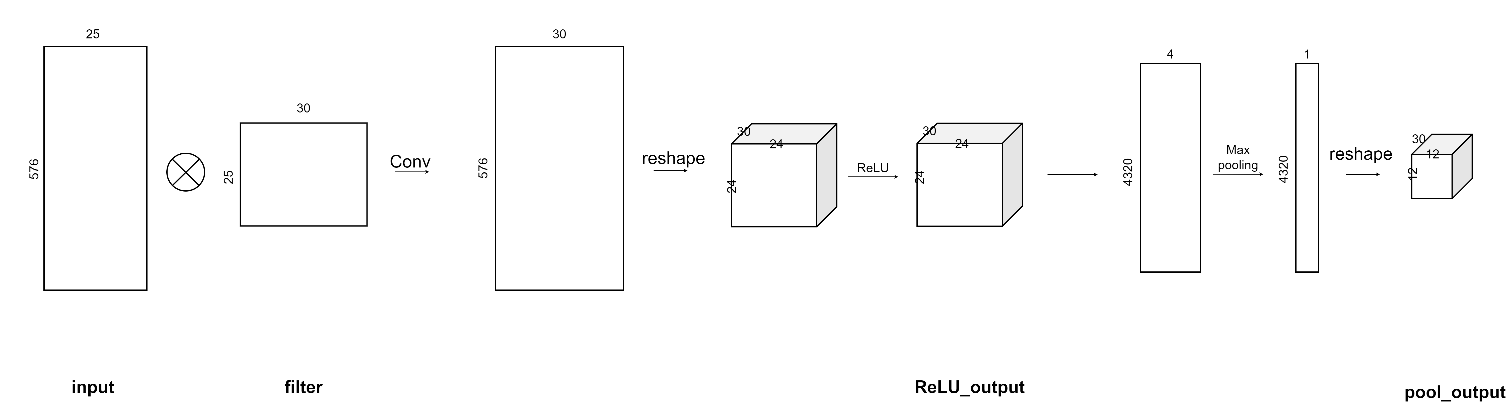 25
576
30
25
Conv
30
576
reshape
30
24
24
ReLU
30
24
24
4
4320
Max
pooling
1
4320
reshape
30
12
12
input
filter
ReLU_output
pool_output